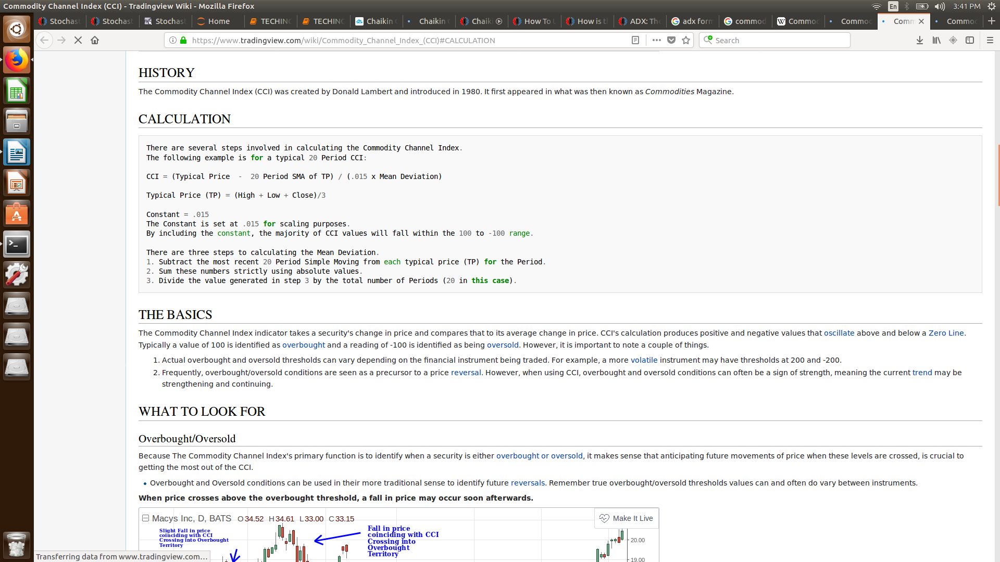 Commodity Channel Index (CCI) - Tradingview Wiki - Mozilla Firefox
En
3:41 PM
Stochast
Stochast
Stochast
Home
TECHIN
TECHIN
Chaikin
Chaikin
Chaik
How To
How is t
ADX: The
adx form
commod
Commo
Commo
Comm
Commo
https://www.tradingview.com/wiki/Commodity_Channel_Index_(CCI)#CALCULATION
Search
HISTORY
The Commodity Channel Index (CCI) was created by Donald Lambert and introduced in 1980. It first appeared in what was then known as Commodities Magazine.
CALCULATION
There are several steps involved in calculating the Commodity Channel Index.
The following example is for a typical 20 Period CCI:
CCI = (Typical Price  -  20 Period SMA of TP) / (.015 x Mean Deviation)
Typical Price (TP) = (High + Low + Close)/3
Constant = .015
The Constant is set at .015 for scaling purposes.
By including the constant, the majority of CCI values will fall within the 100 to -100 range.
There are three steps to calculating the Mean Deviation.
1. Subtract the most recent 20 Period Simple Moving from each typical price (TP) for the Period.
2. Sum these numbers strictly using absolute values.
3. Divide the value generated in step 3 by the total number of Periods (20 in this case).
THE BASICS
The Commodity Channel Index indicator takes a security's change in price and compares that to its average change in price. CCI's calculation produces positive and negative values that oscillate above and below a Zero Line.
Typically a value of 100 is identified as overbought and a reading of -100 is identified as being oversold. However, it is important to note a couple of things.
1. Actual overbought and oversold thresholds can vary depending on the financial instrument being traded. For example, a more volatile instrument may have thresholds at 200 and -200.
2. Frequently, overbought/oversold conditions are seen as a precursor to a price reversal. However, when using CCI, overbought and oversold conditions can often be a sign of strength, meaning the current trend may be
strengthening and continuing.
WHAT TO LOOK FOR
Overbought/Oversold
Because The Commodity Channel Index's primary function is to identify when a security is either overbought or oversold, it makes sense that anticipating future movements of price when these levels are crossed, is crucial to
getting the most out of the CCI.
• Overbought and Oversold conditions can be used in their more traditional sense to identify future reversals. Remember true overbought/oversold thresholds values can and often do vary between instruments.
When price crosses above the overbought threshold, a fall in price may occur soon afterwards.
Macys Inc, D, BATS O 34.52 H 34.61 L 33.00 C 33.15
Make It Live
Slight Fall in price
coinciding with CCI
Crossing into Overbought
Territory
Fall in price
coinciding with CCI
Crossing into
Overbought
Territory
20.00
19.00
Transferring data from www.tradingview.com...